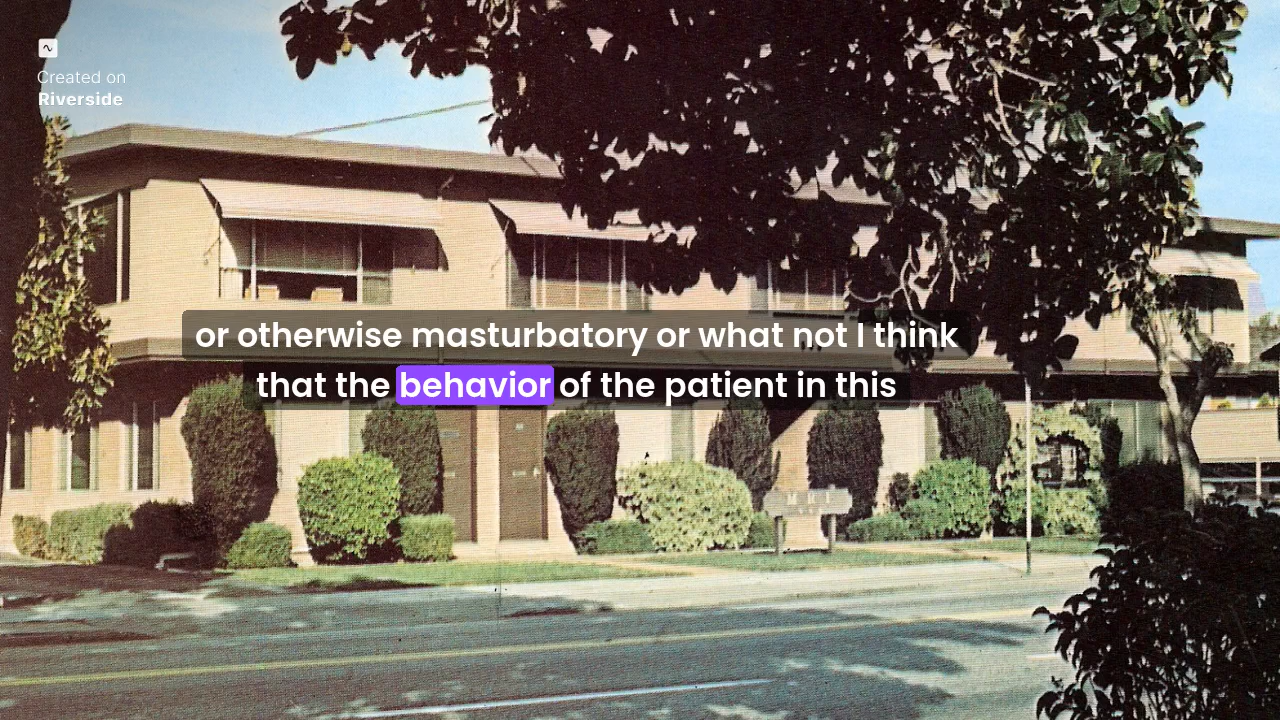 Created on
Riverside
or otherwise masturbatory or what not I think
that the behavior of the patient in this